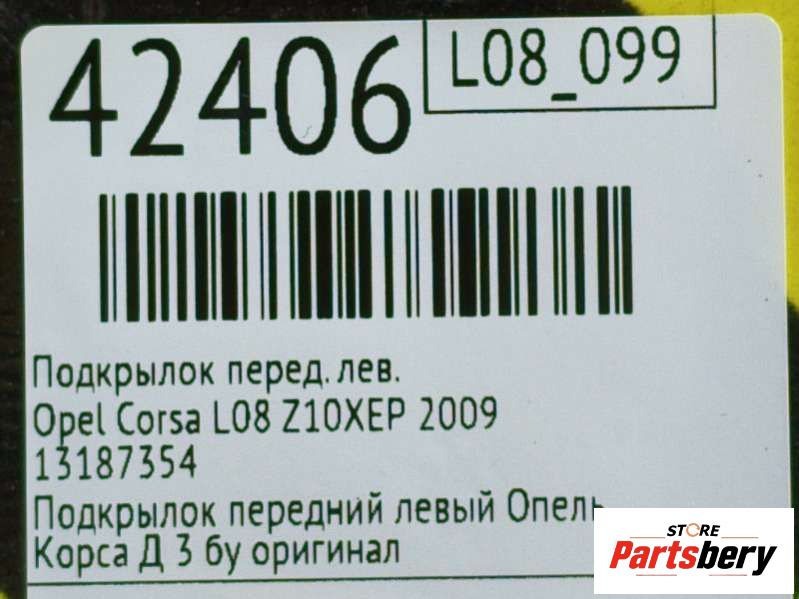 42406
L08_099
Подкрылок перед. лев.
Opel Corsa L08 Z10XEP 2009
13187354
Подкрылок передний левый Опель
Корса Д 3 бу оригинал
STORE
Partsbery